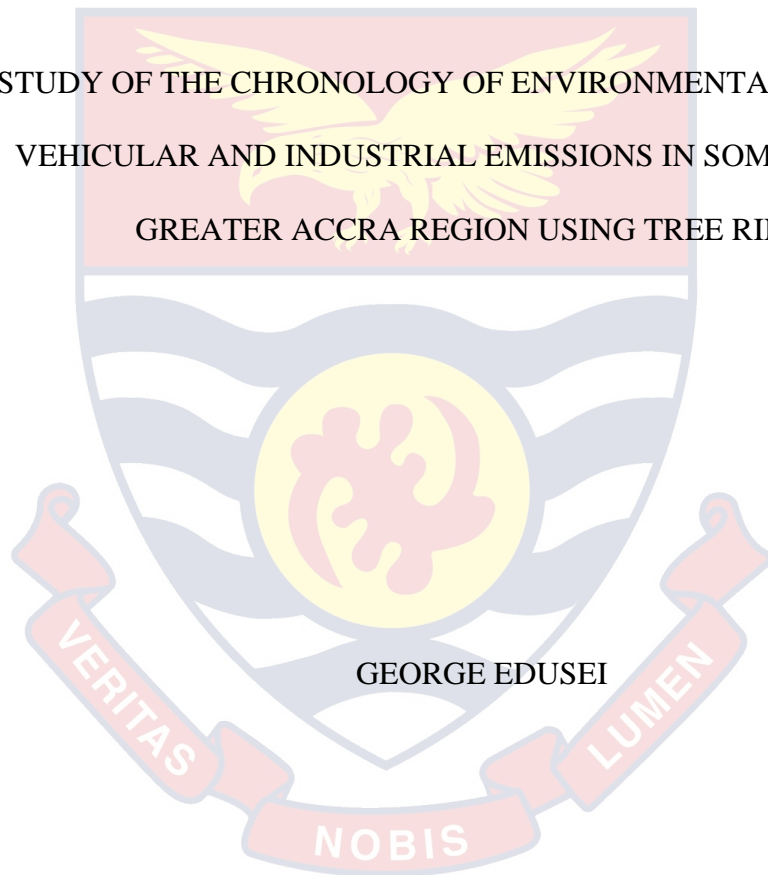 STUDY OF THE CHRONOLOGY OF ENVIRONMENTA
VEHICULAR AND INDUSTRIAL EMISSIONS IN SOM
GREATER ACCRA REGION USING TREE
GEORGE EDUSEI
VERITAS
NOBIS
LUMEN